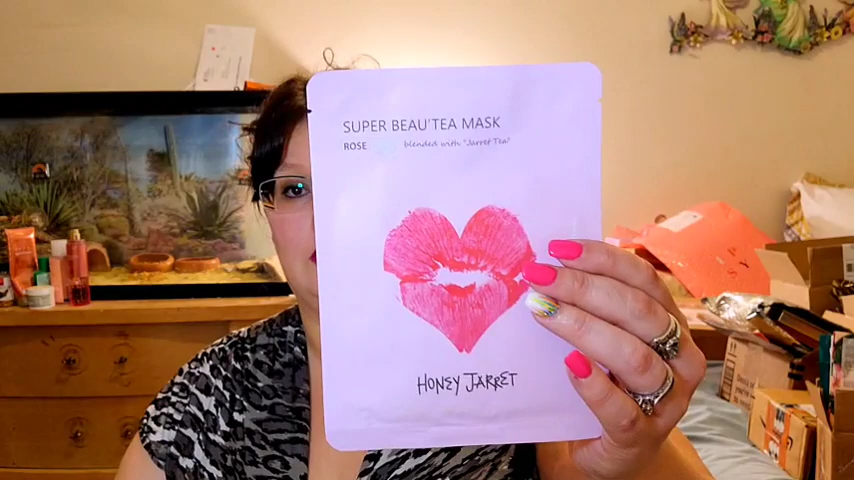 SUPER BEAU'TEA MASK
ROSE blended with "Jarret Tea"
HONEY JARRET